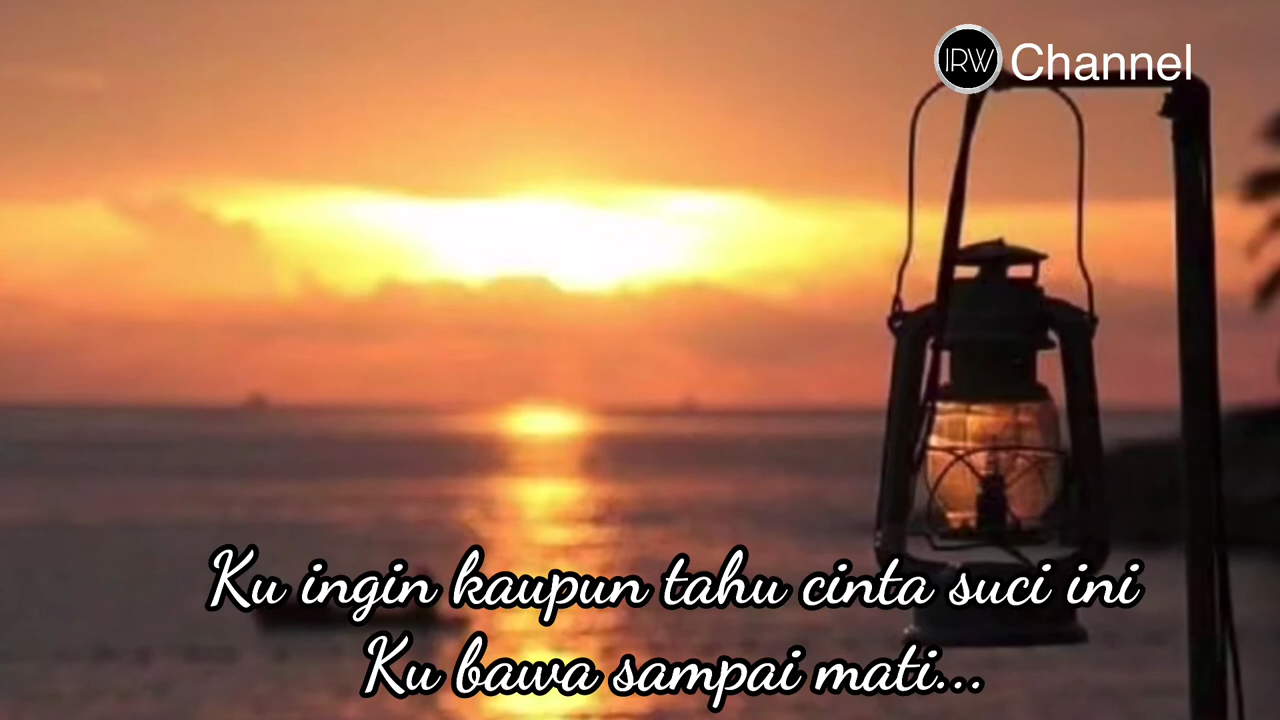 IRW Channel
Ku ingin kaupun tahu cinta suci ini
Ku bawa sampai mati...